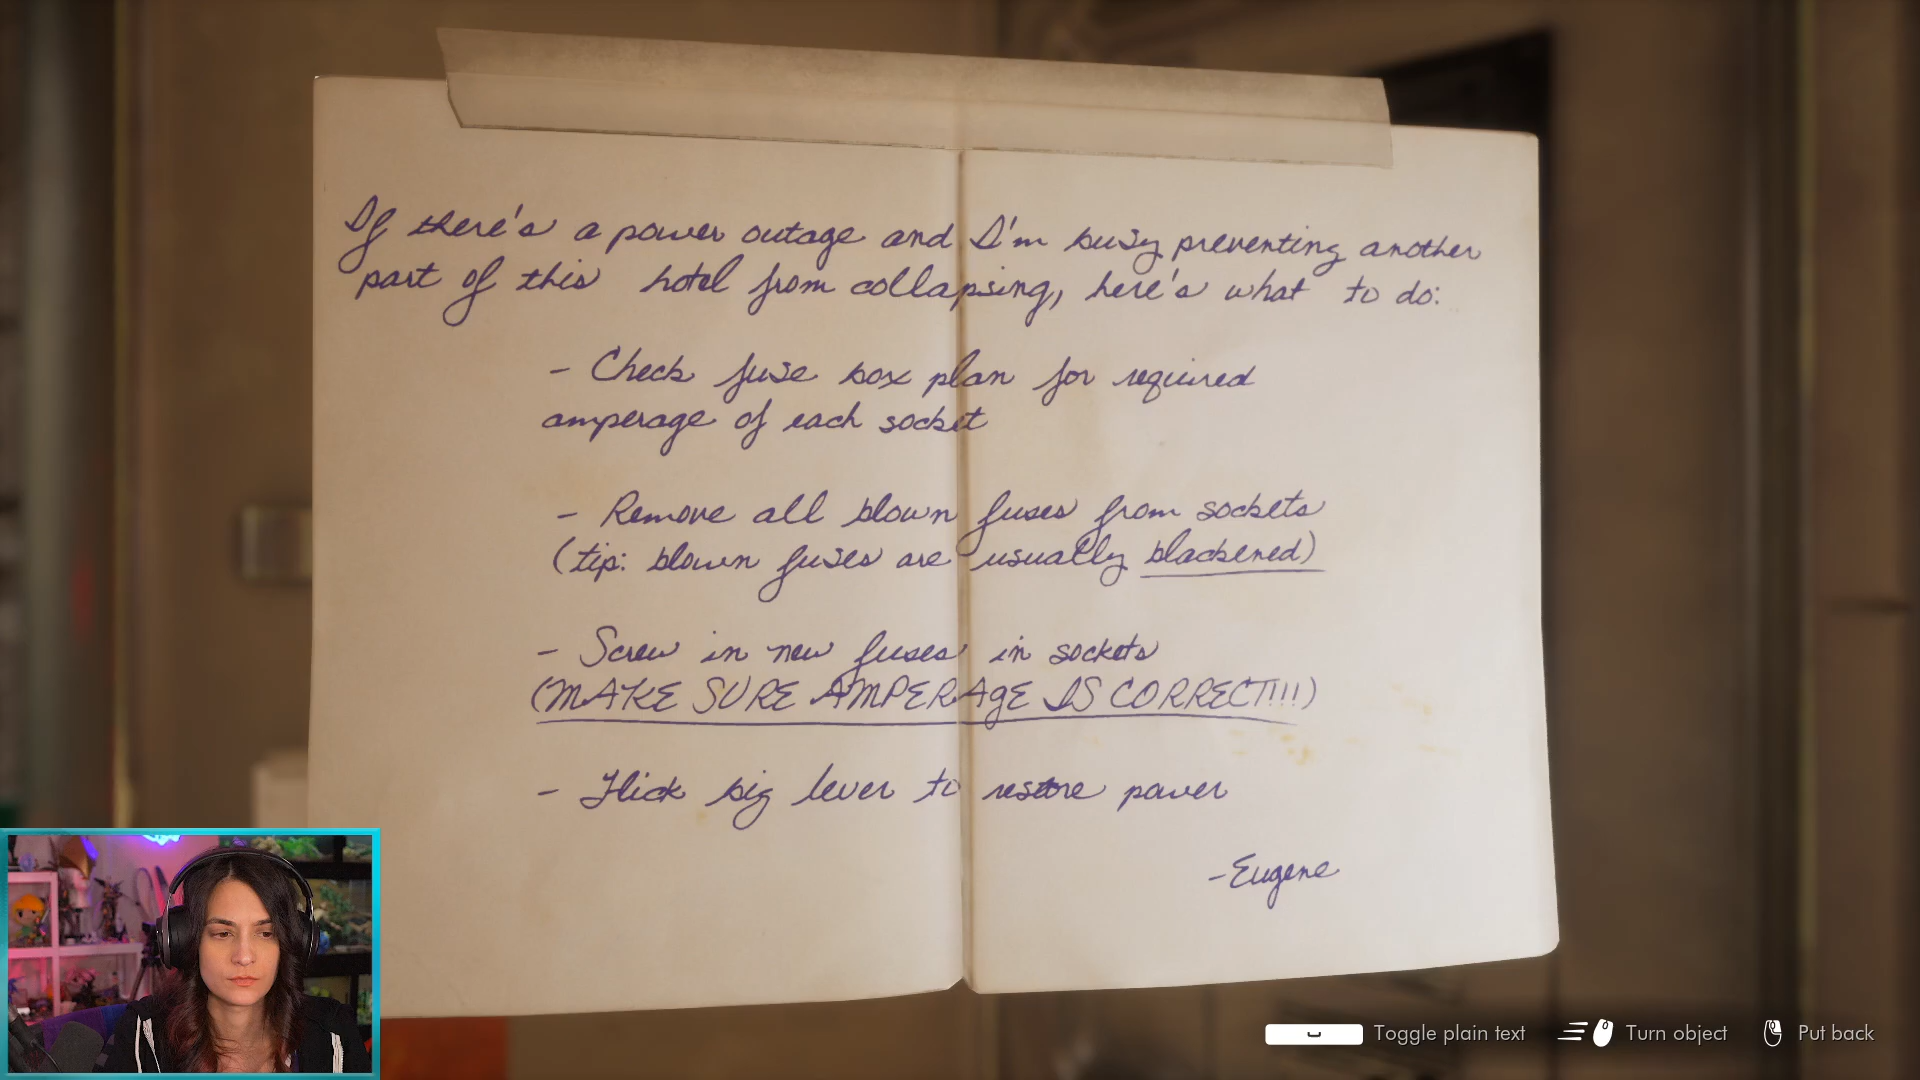 If there's a power outage and I'm busy preventing another
part of this hotel from collapsing, here's what to do:
- Check fuse box plan for required
amperage of each socket
- Remove all blown fuses from sockets
(tip: blown fuses are usually blackened)
- Screw in new fuses in sockets
(MAKE SURE AMPERAGE IS CORRECT!!!)
- Flick big lever to restore power
-Eugene
Toggle plain text
Turn object
Put back